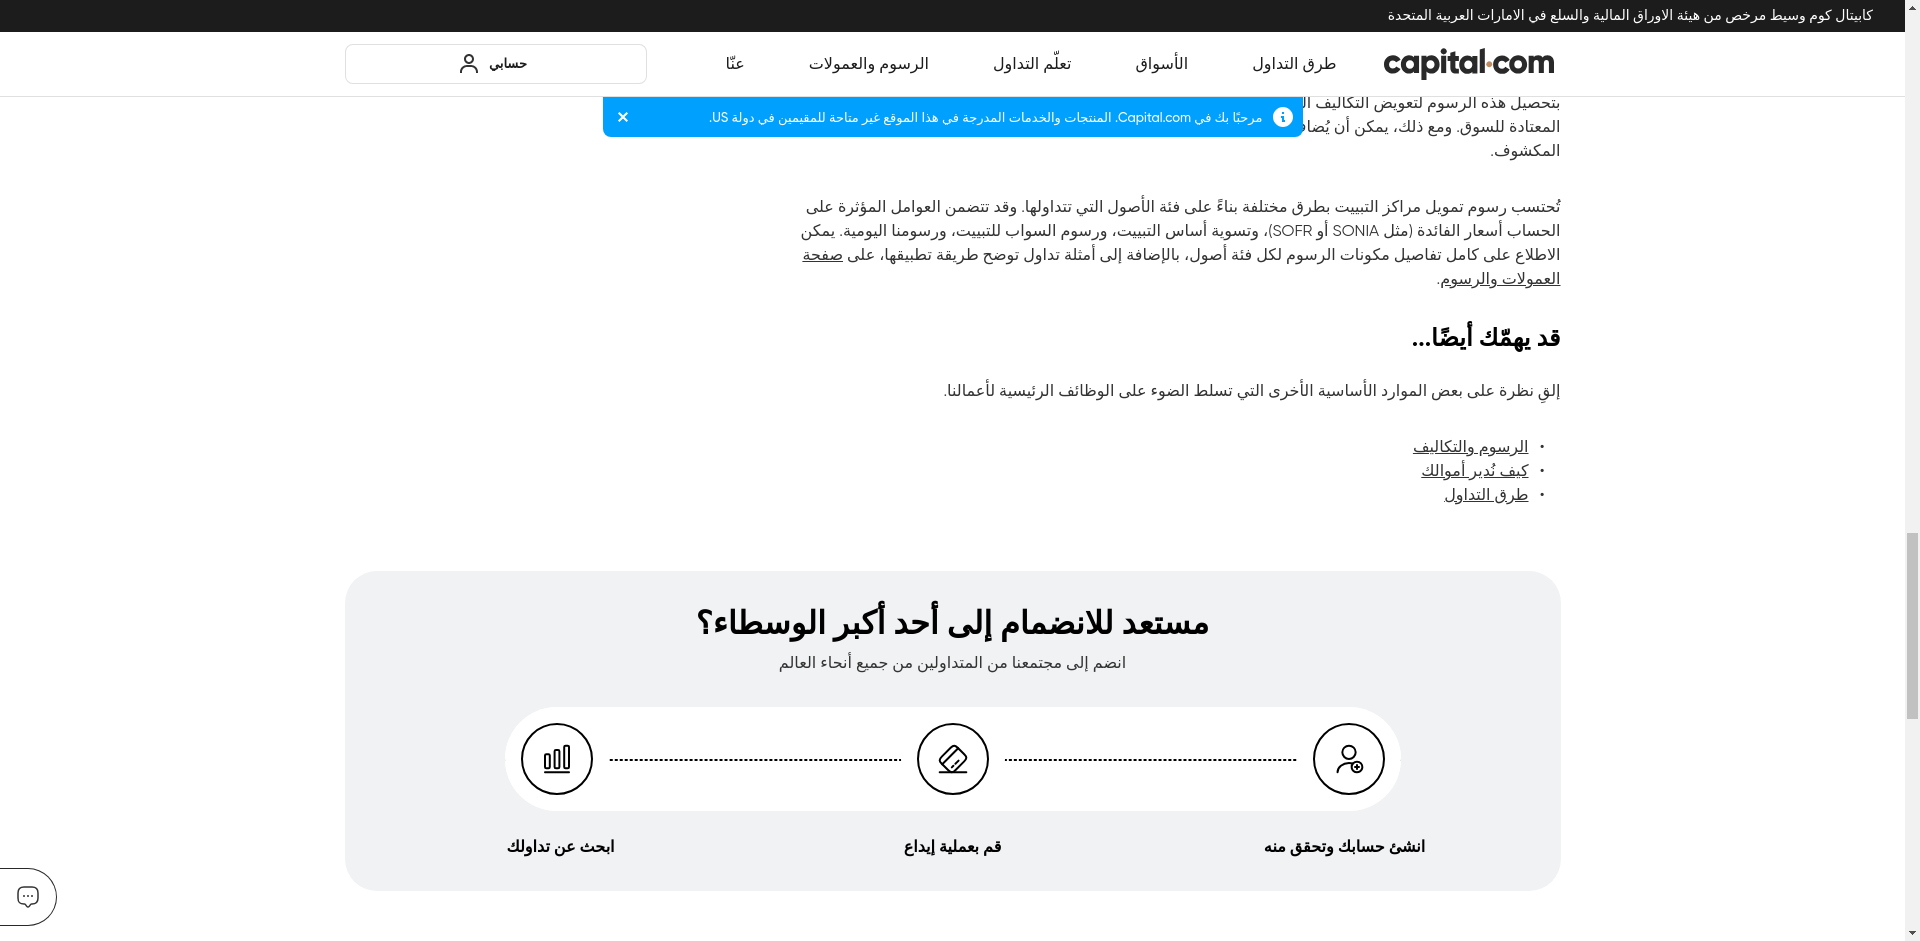 كابيتال كوم وسيط مرخص من هيئة الاوراق المالية والسلع في الامارات العربية المتحدة
capital.com
طرق التداول
الأسواق
تعلّم التداول
الرسوم والعمولات
عنّا
حسابي
مرحبًا بك في Capital.com. المنتجات والخدمات المدرجة في هذا الموقع غير متاحة للمقيمين في دولة US.
بتحصيل هذه الرسوم لتعويض التكاليف
المعتادة للسوق. ومع ذلك، يمكن أن
المكشوف.
تُحتسب رسوم تمويل مراكز التبييت بطرق مختلفة بناءً على فئة الأصول التي تتداولها. وقد تتضمن العوامل المؤثرة على
الحساب أسعار الفائدة (مثل SONIA أو SOFR)، وتسوية أساس التبييت، ورسوم السواب للتبييت، ورسومنا اليومية. يمكن
الاطلاع على كامل تفاصيل مكونات الرسوم لكل فئة أصول، بالإضافة إلى أمثلة تداول توضح طريقة تطبيقها، على صفحة
العمولات والرسوم.
قد يهمّك أيضًا...
إلقِ نظرة على بعض الموارد الأساسية الأخرى التي تسلط الضوء على الوظائف الرئيسية لأعمالنا.
• الرسوم والتكاليف
• كيف نُدير أموالك
• طرق التداول
مستعد للانضمام إلى أحد أكبر الوسطاء؟
انضم إلى مجتمعنا من المتداولين من جميع أنحاء العالم
انشئ حسابك وتحقق منه
قم بعملية إيداع
ابحث عن تداولك